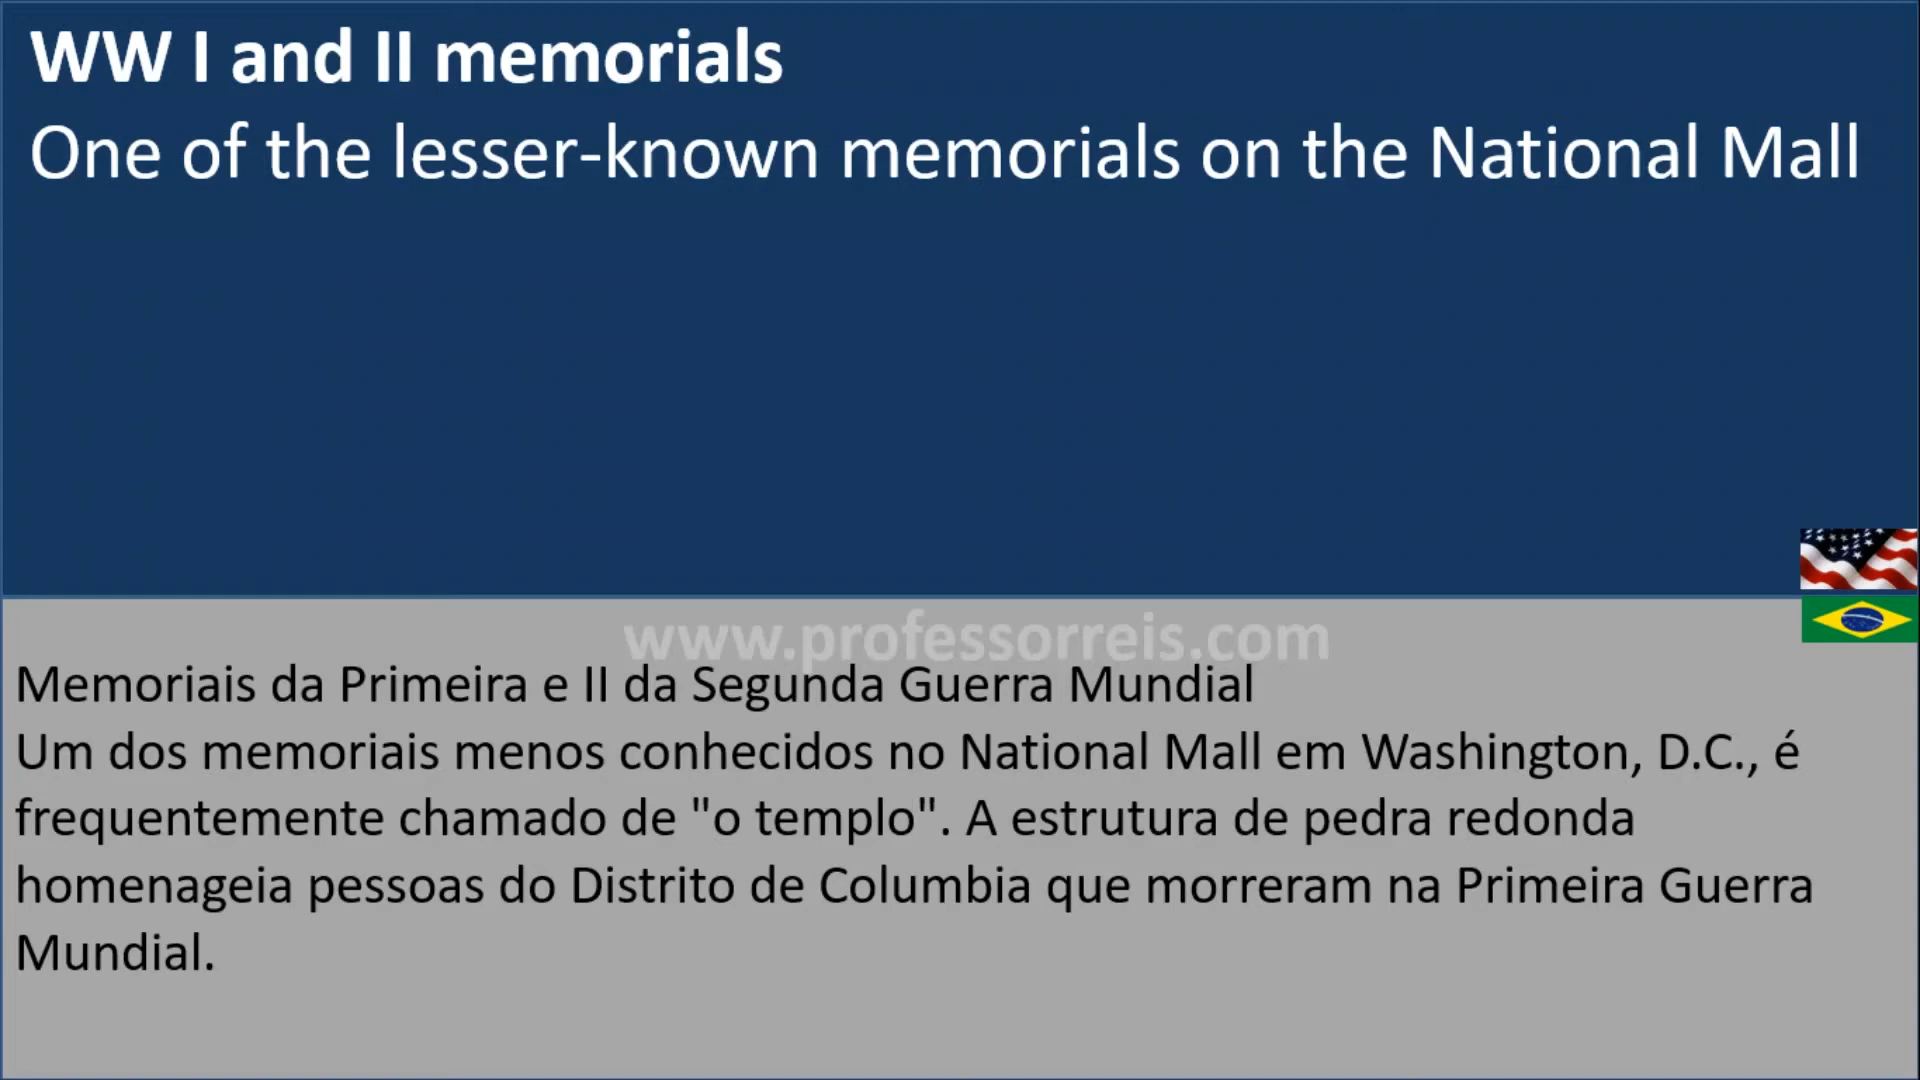 WW I and II memorials
One of the lesser-known memorials on the National Mall
www.professorreis.com
Memoriais da Primeira e II da Segunda Guerra Mundial
Um dos memoriais menos conhecidos no National Mall em Washington, D.C., é
frequentemente chamado de "o templo". A estrutura de pedra redonda
homenageia pessoas do Distrito de Columbia que morreram na Primeira Guerra
Mundial.